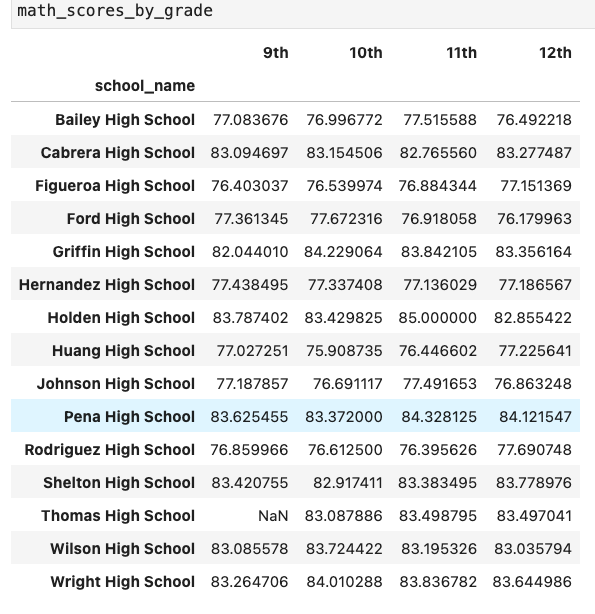 math_scores_by_grade
9th 10th 11th 12th
school_name
Bailey High School 77.083676 76.996772 77.515588 76.492218
Cabrera High School 83.094697 83.154506 82.765560 83.277487
Figueroa High School 76.403037 76.539974 76.884344 77.151369
Ford High School 77.361345 77.672316 76.918058 76.179963
Griffin High School 82.044010 84.229064 83.842105 83.356164
Hernandez High School 77.438495 77.337408 77.136029 77.186567
Holden High School 83.787402 83.429825 85.000000 82.855422
Huang High School 77.027251 75.908735 76.446602 77.225641
Johnson High School 77.187857 76.691117 77.491653 76.863248
Pena High School 83.625455 83.372000 84.328125 84.121547
Rodriguez High School 76.859966 76.612500 76.395626 77.690748
Shelton High School 83.420755 82.917411 83.383495 83.778976
Thomas High School NaN 83.087886 83.498795 83.497041
Wilson High School 83.085578 83.724422 83.195326 83.035794
Wright High School 83.264706 84.010288 83.836782 83.644986